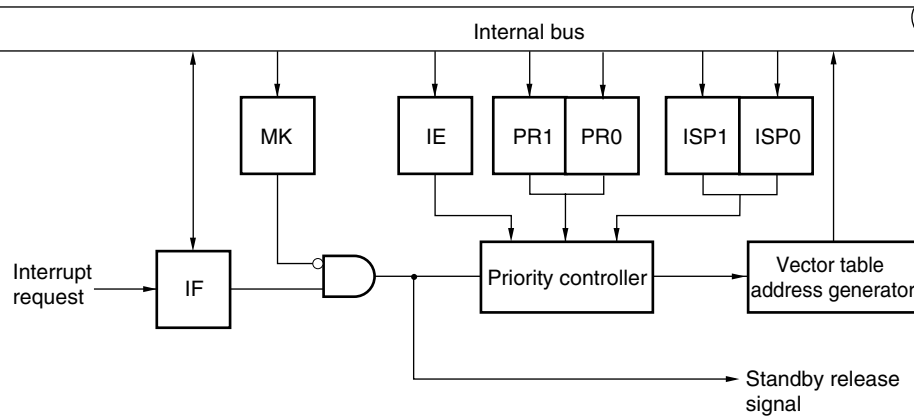 Internal bus
MK
IE
PR1
PR0
ISP1
ISP0
Interrupt
request
IF
Priority controller
Vector table
address generator
Standby release
signal